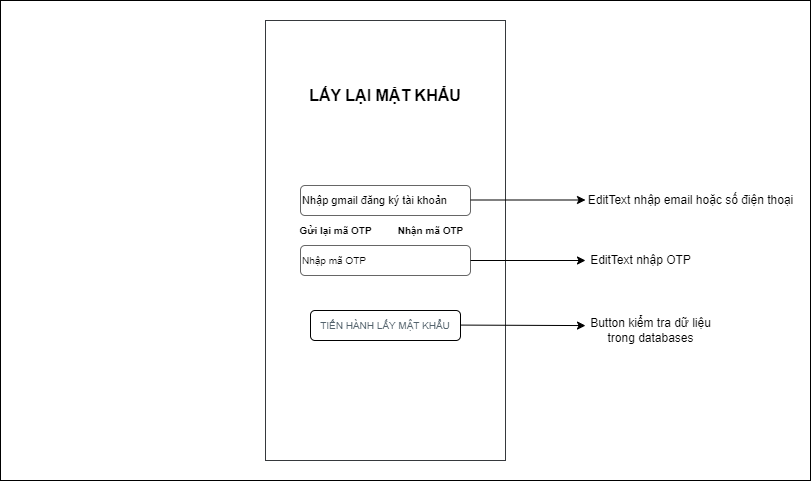 LẤY LẠI MẬT KHẨU
Nhập gmail đăng ký tài khoản
EditText nhập email hoặc số điện thoại
Gửi lại mã OTP
Nhận mã OTP
Nhập mã OTP
EditText nhập OTP
TIẾN HÀNH LẤY MẬT KHẨU
Button kiểm tra dữ liệu
trong databases